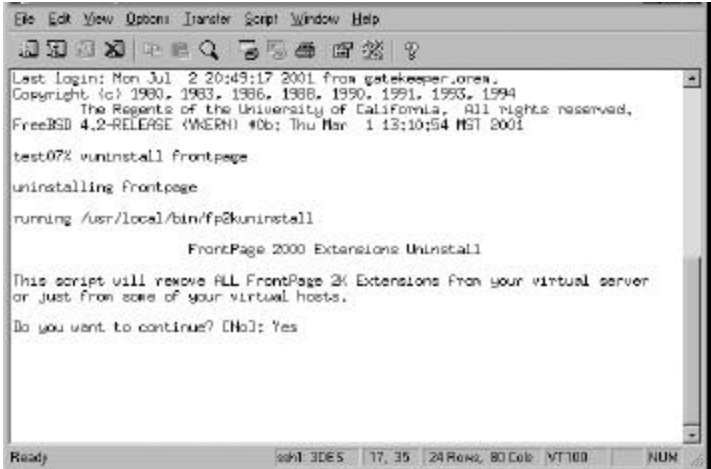 File Edit View Options Transfer Script Window Help
Last login: Mon Jul 2 20:49:17 2001 from gatekeeper.orem.
Copyright (c) 1980, 1983, 1986, 1988, 1990, 1991, 1993, 1994
The Regents of the University of California. All rights reserved.
FreeBSD 4.2-RELEASE (VKERN) #0b: Thu Mar 1 13:10:54 MST 2001
test07% vuninstall frontpage
uninstalling frontpage
running /usr/local/bin/fp2kuninstall
FrontPage 2000 Extensions Uninstall
This script will remove ALL FrontPage 2K Extensions from your virtual server
or just from some of your virtual hosts.
Do you want to continue? [No]: Yes
Ready ssh1: 3DES 17, 35 24 Rows, 80 Cols VT100 NUM